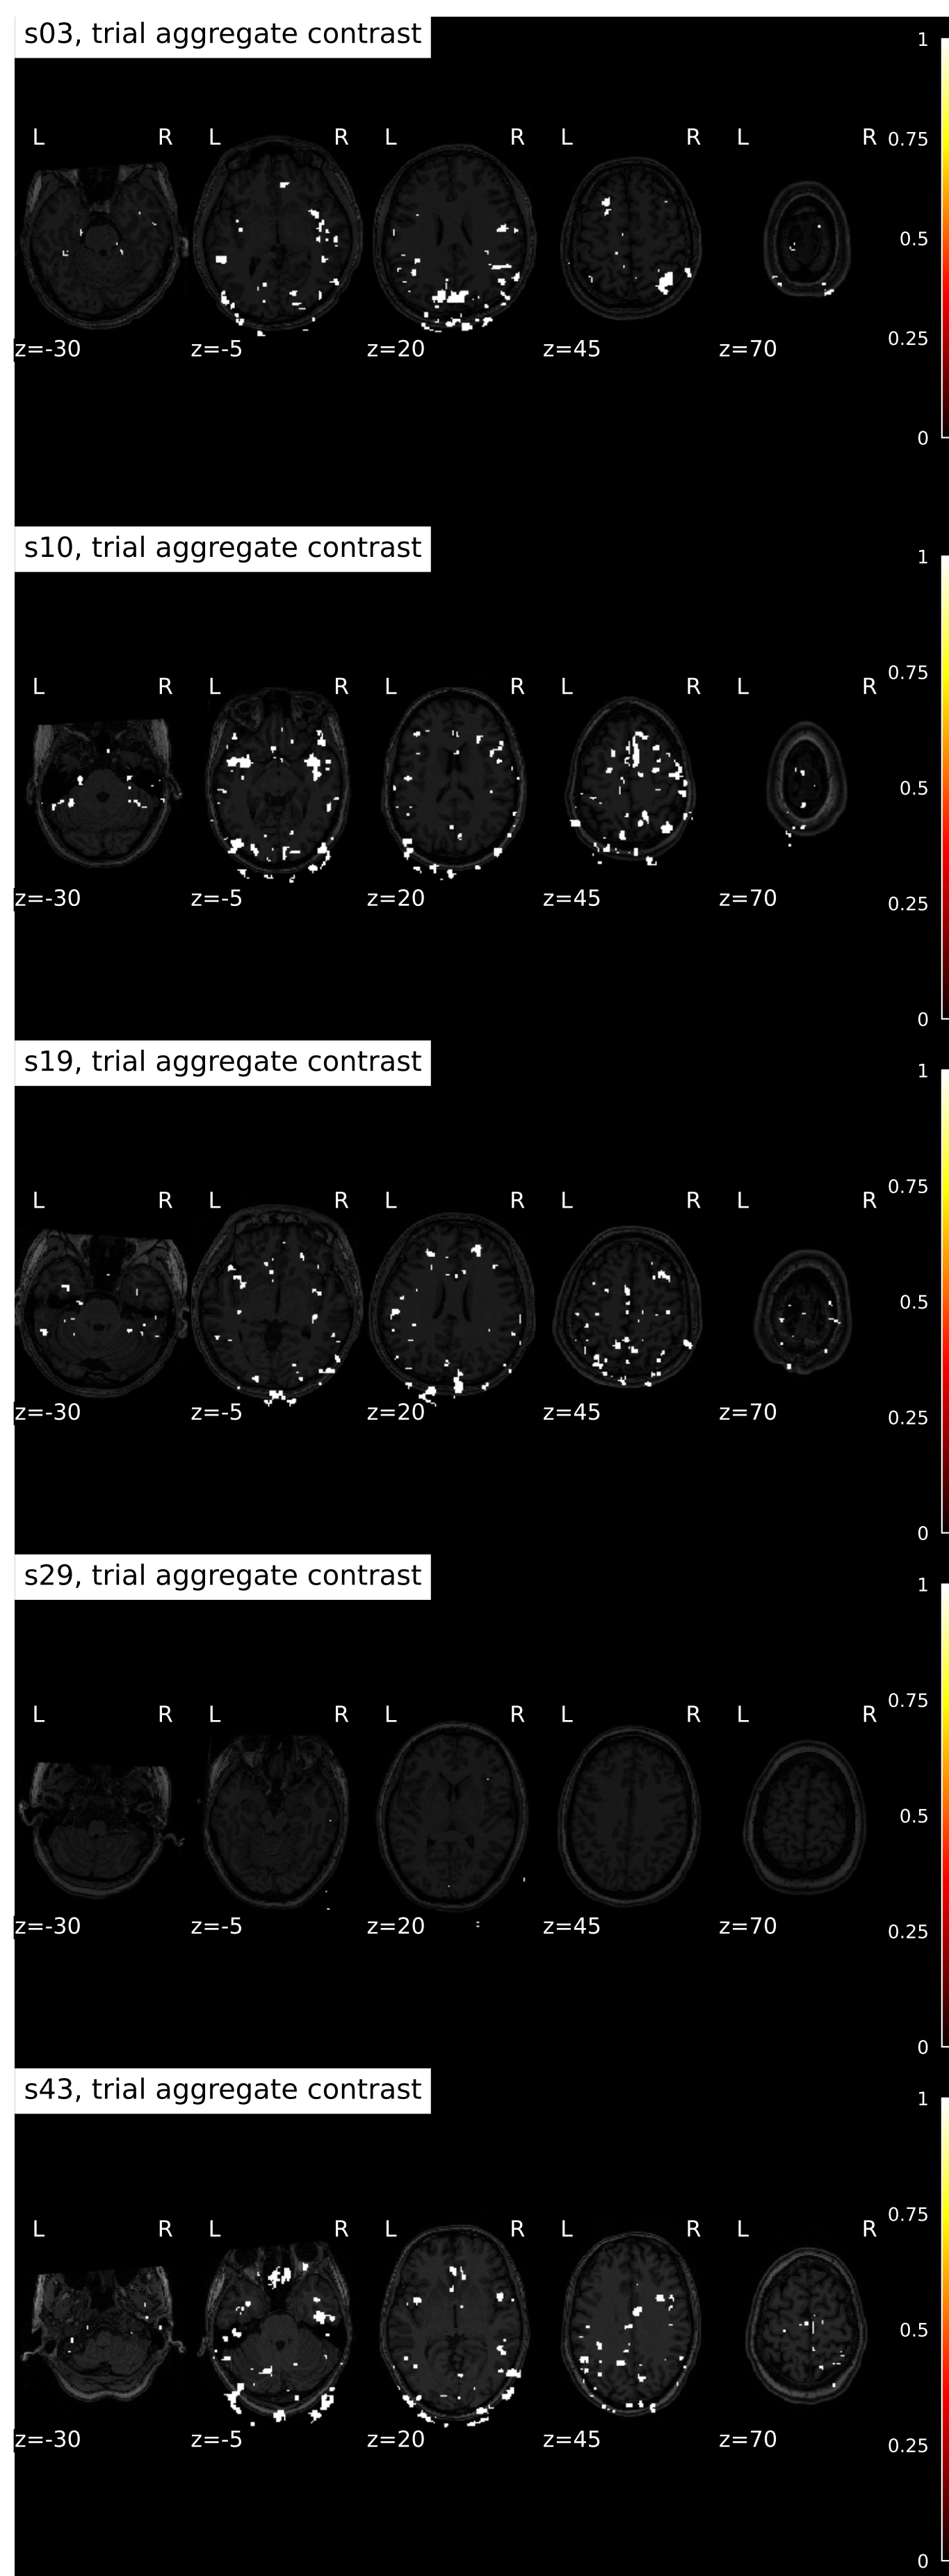 s03, trial aggregate contrast
1
L R L R L R L R L R 0.75
0.5
0.25
z=-30 z=-5 z=20 z=45 z=70
0
s10, trial aggregate contrast
1
0.75
L R L R L R L R L R
0.5
z=-30 z=-5 z=20 z=45 z=70
0.25
0
s19, trial aggregate contrast
1
0.75
L R L R L R L R L R
0.5
z=-30 z=-5 z=20 z=45 z=70
0.25
0
s29, trial aggregate contrast
1
0.75
L R L R L R L R L R
0.5
z=-30 z=-5 z=20 z=45 z=70
0.25
0
s43, trial aggregate contrast
1
0.75
L R L R L R L R L R
0.5
z=-30 z=-5 z=20 z=45 z=70
0.25
0